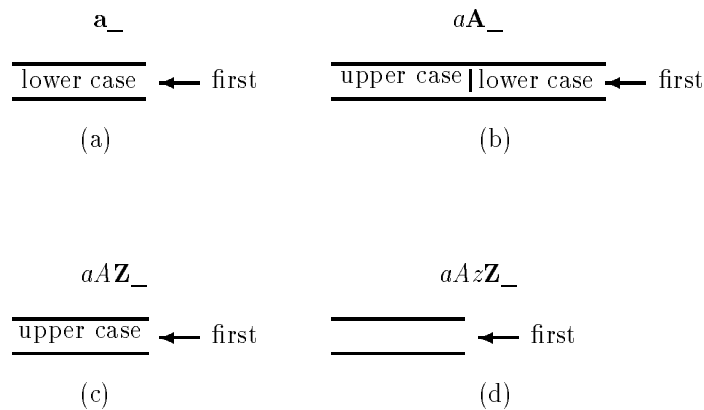 a_ aA_
lower case first upper case lower case first
(a) (b)
aAZ_ aAzZ_
upper case first first
(c) (d)